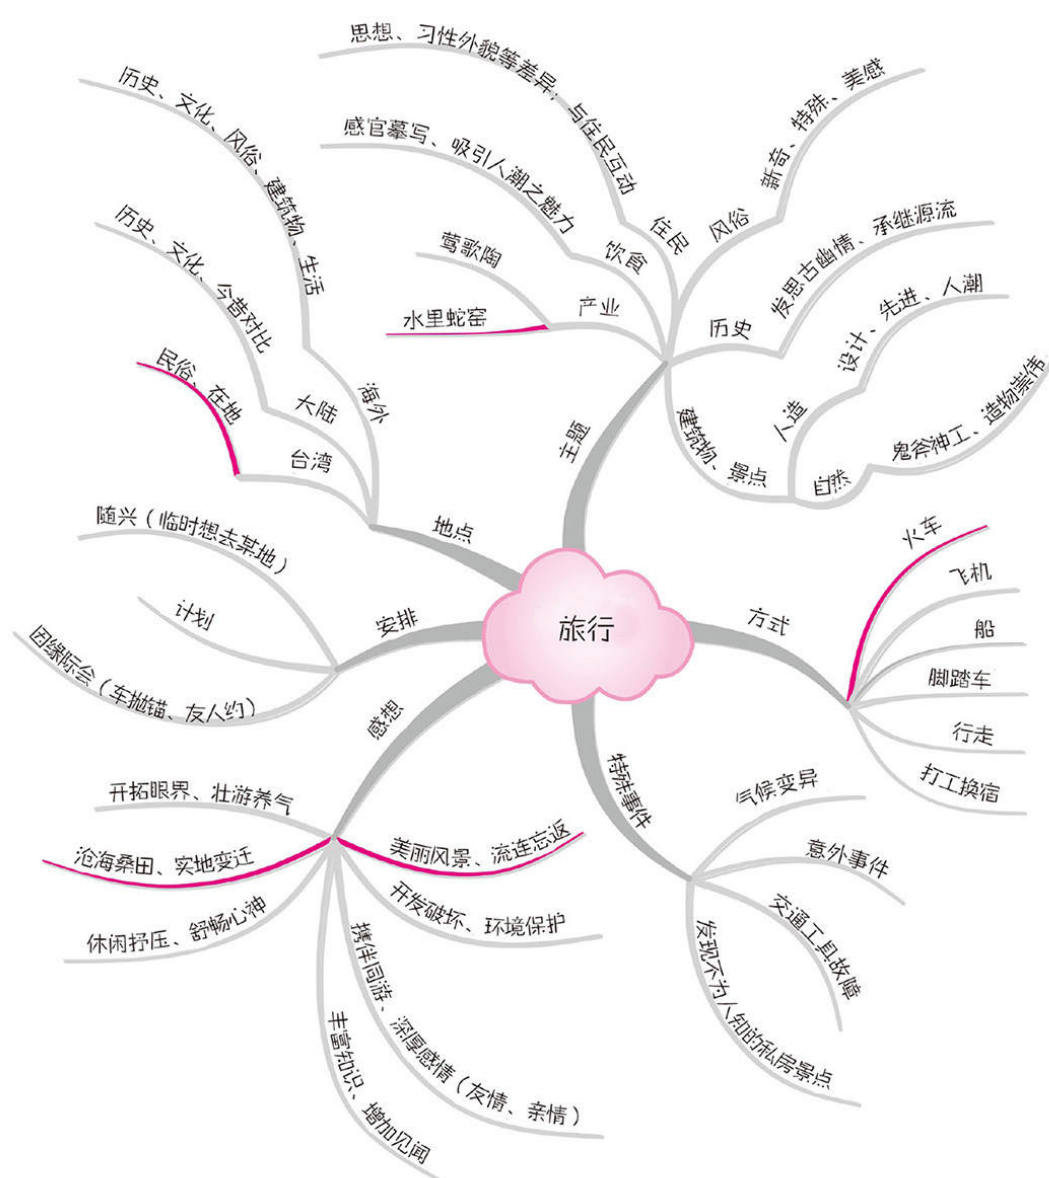 旅行
主题
住民
思想、习性外貌等差异，与住民互动
饮食
感官摹写、吸引人潮之魅力
产业
莺歌陶
水里蛇窑
风俗
新奇、特殊、美感
历史
发思古幽情、承继源流
建筑物、景点
人造
设计、先进、人潮
自然
鬼斧神工、造物崇伟
方式
火车
飞机
船
脚踏车
行走
打工换宿
特殊事件
气候变异
意外事件
交通工具故障
发现不为人知的私房景点
感想
美丽风景、流连忘返
开发破坏、环境保护
携伴同游、深厚感情（友情、亲情）
丰富知识、增加见闻
休闲抒压、舒畅心神
沧海桑田、实地变迁
开拓眼界、壮游养气
安排
随兴（临时想去某地）
计划
因缘际会（车抛锚、友人约）
地点
海外
历史、文化、风俗、建筑物、生活
大陆
历史、文化、今昔对比
台湾
民俗、在地